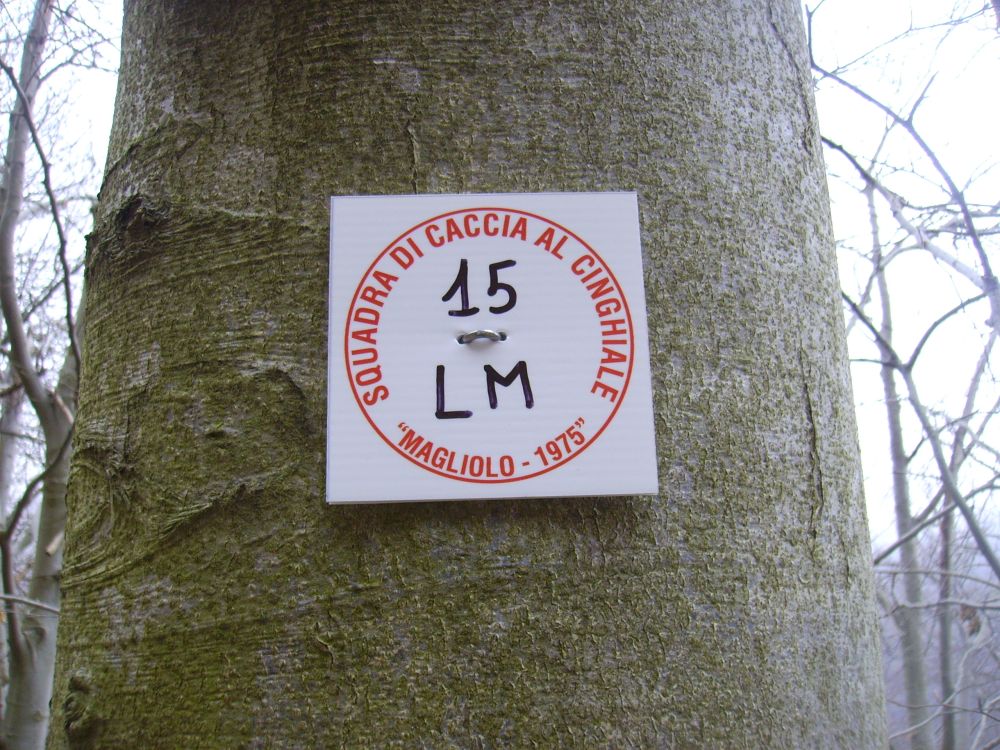 SQUADRA DI CACCIA AL CINGHIALE
15
LM
"MAGLIOLO - 1975"